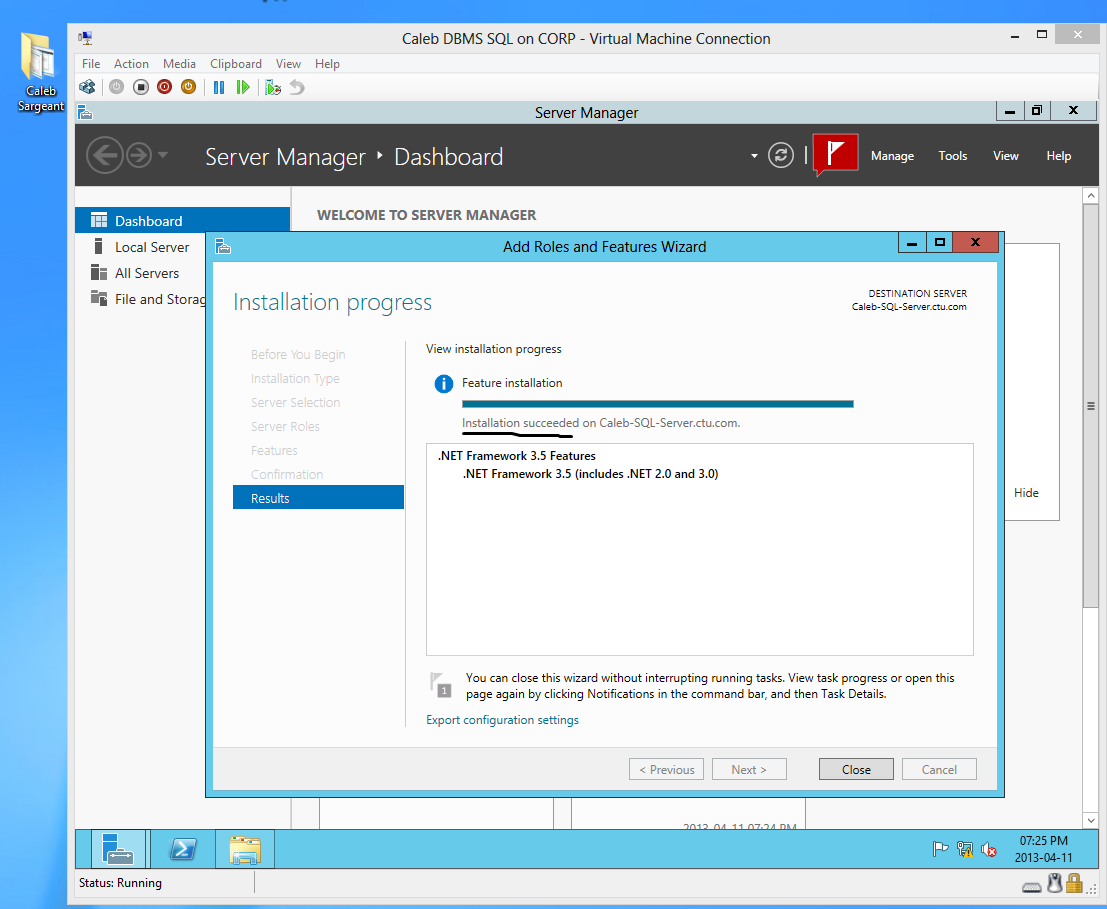 Caleb DBMS SQL on CORP - Virtual Machine Connection
Caleb
Sargeant
File Action Media Clipboard View Help
Server Manager
Server Manager Dashboard
Manage Tools View Help
Dashboard
Local Server
All Servers
File and Storag
WELCOME TO SERVER MANAGER
Add Roles and Features Wizard
Installation progress
DESTINATION SERVER
Caleb-SQL-Server.ctu.com
Before You Begin
Installation Type
Server Selection
Server Roles
Features
Confirmation
Results
View installation progress
Feature installation
Installation succeeded on Caleb-SQL-Server.ctu.com.
.NET Framework 3.5 Features
.NET Framework 3.5 (includes .NET 2.0 and 3.0)
Hide
1
You can close this wizard without interrupting running tasks. View task progress or open this
page again by clicking Notifications in the command bar, and then Task Details.
Export configuration settings
< Previous Next > Close Cancel
2013-04-11 07:24 PM
07:25 PM
2013-04-11
Status: Running